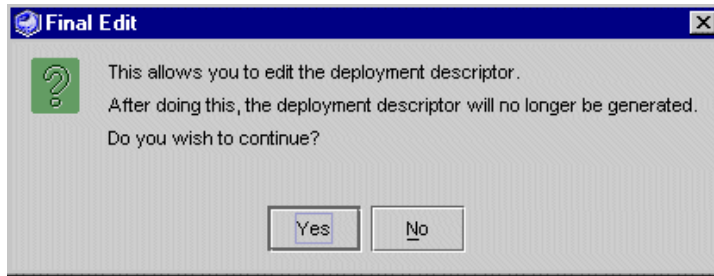 Final Edit
This allows you to edit the deployment descriptor.
After doing this, the deployment descriptor will no longer be generated.
Do you wish to continue?
Yes No